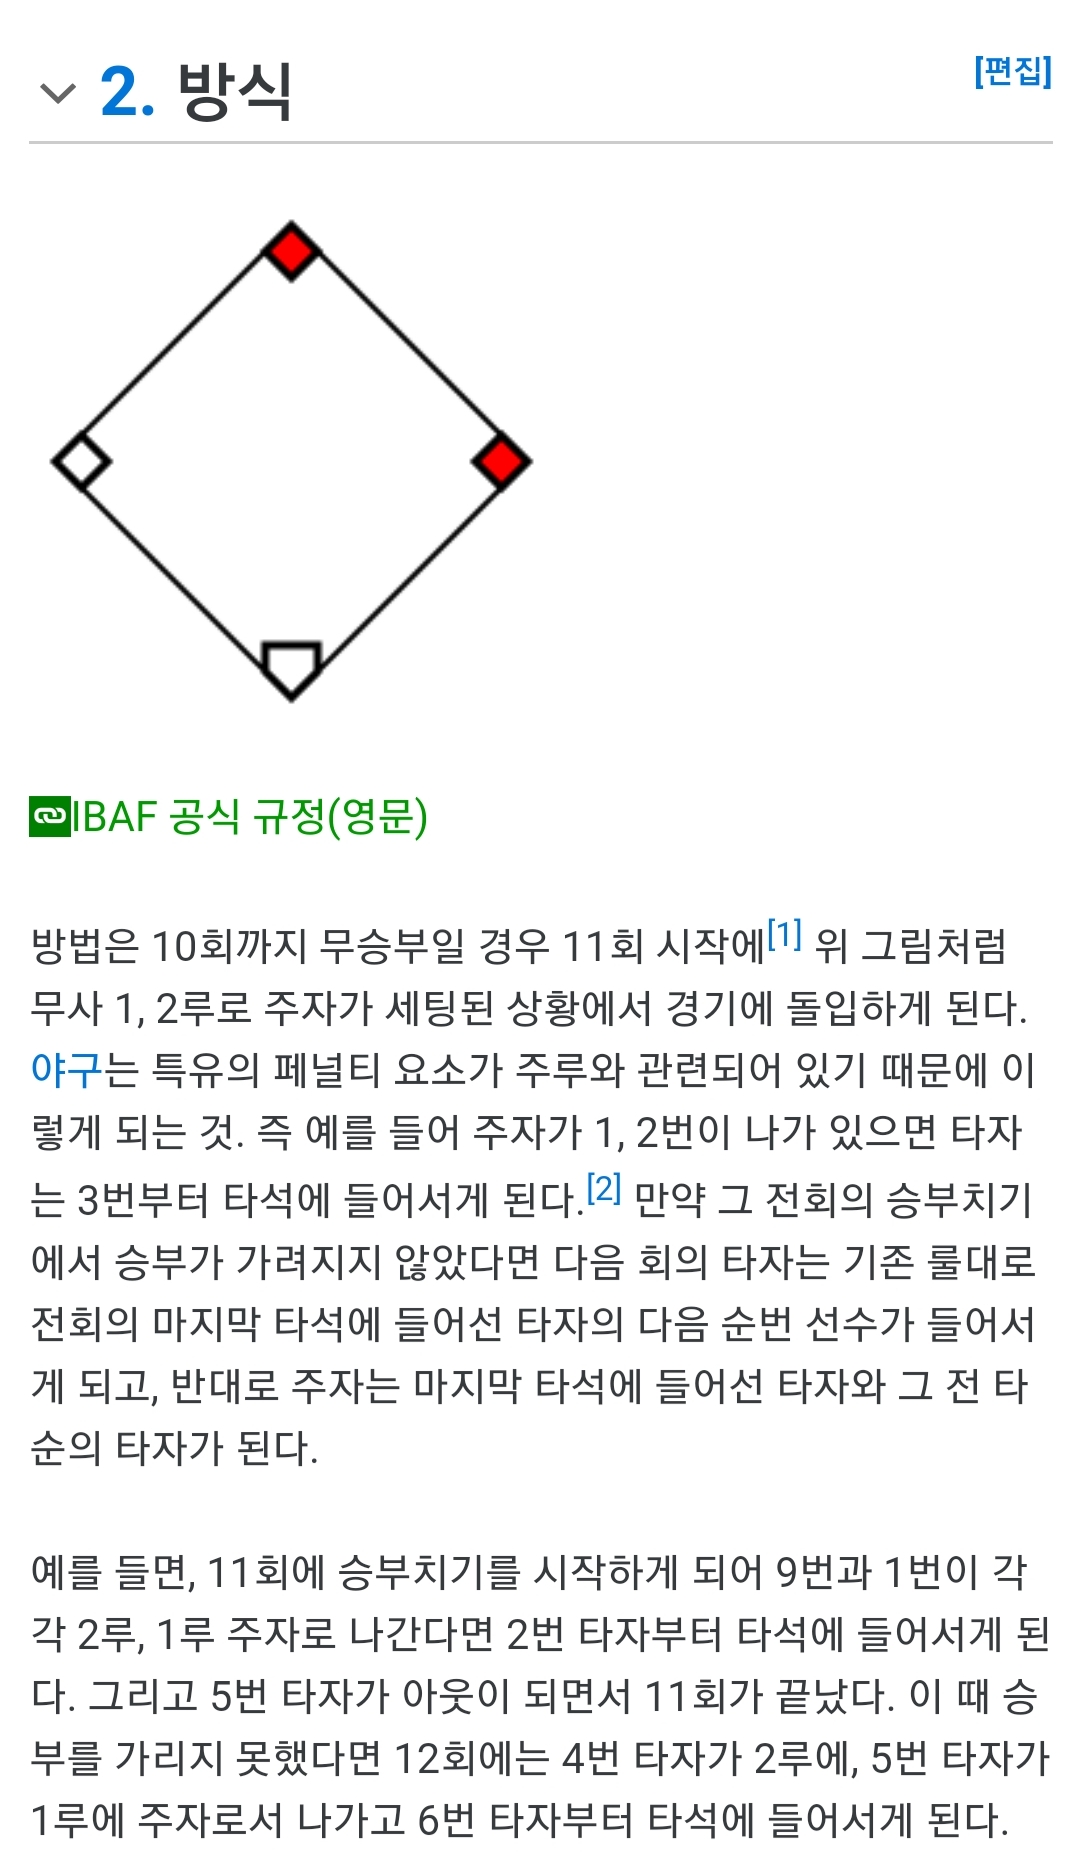 2. 방식
[편집]
IBAF 공식 규정(영문)
방법은 10회까지 무승부일 경우 11회 시작에[1] 위 그림처럼
무사 1, 2루로 주자가 세팅된 상황에서 경기에 돌입하게 된다.
야구는 특유의 페널티 요소가 주루와 관련되어 있기 때문에 이
렇게 되는 것. 즉 예를 들어 주자가 1, 2번이 나가 있으면 타자
는 3번부터 타석에 들어서게 된다.[2] 만약 그 전회의 승부치기
에서 승부가 가려지지 않았다면 다음 회의 타자는 기존 룰대로
전회의 마지막 타석에 들어선 타자의 다음 순번 선수가 들어서
게 되고, 반대로 주자는 마지막 타석에 들어선 타자와 그 전 타
순의 타자가 된다.
예를 들면, 11회에 승부치기를 시작하게 되어 9번과 1번이 각
각 2루, 1루 주자로 나간다면 2번 타자부터 타석에 들어서게 된
다. 그리고 5번 타자가 아웃이 되면서 11회가 끝났다. 이 때 승
부를 가리지 못했다면 12회에는 4번 타자가 2루에, 5번 타자가
1루에 주자로서 나가고 6번 타자부터 타석에 들어서게 된다.